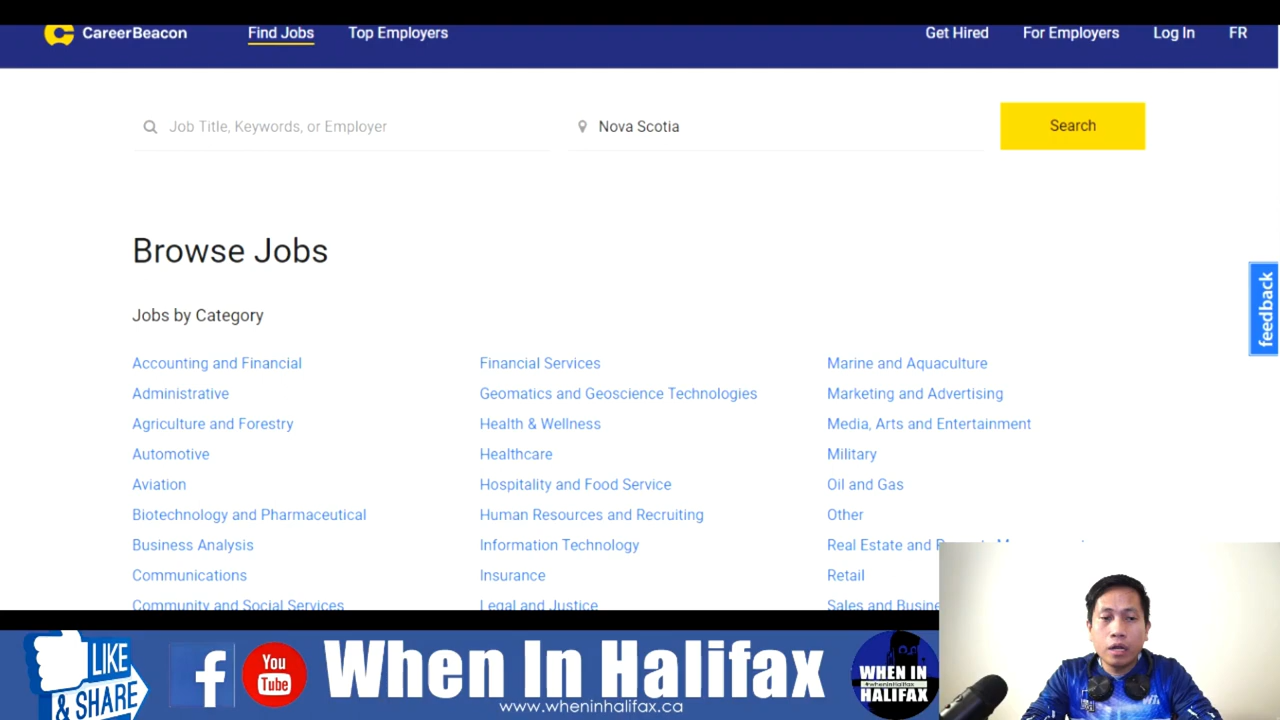 CareerBeacon
Find Jobs
Top Employers
Get Hired
For Employers
Log In
FR
Job Title, Keywords, or Employer
Nova Scotia
Search
Browse Jobs
feedback
Jobs by Category
Accounting and Financial
Administrative
Agriculture and Forestry
Automotive
Aviation
Biotechnology and Pharmaceutical
Business Analysis
Communications
Community and Social Services
Financial Services
Geomatics and Geoscience Technologies
Health & Wellness
Healthcare
Hospitality and Food Service
Human Resources and Recruiting
Information Technology
Insurance
Legal and Justice
Marine and Aquaculture
Marketing and Advertising
Media, Arts and Entertainment
Military
Oil and Gas
Other
Real Estate and
Retail
Sales and
LIKE
& SHARE
f
You
Tube
When In Halifax
www.wheninhalifax.ca
WHEN IN
#wheninhalifax
HALIFAX